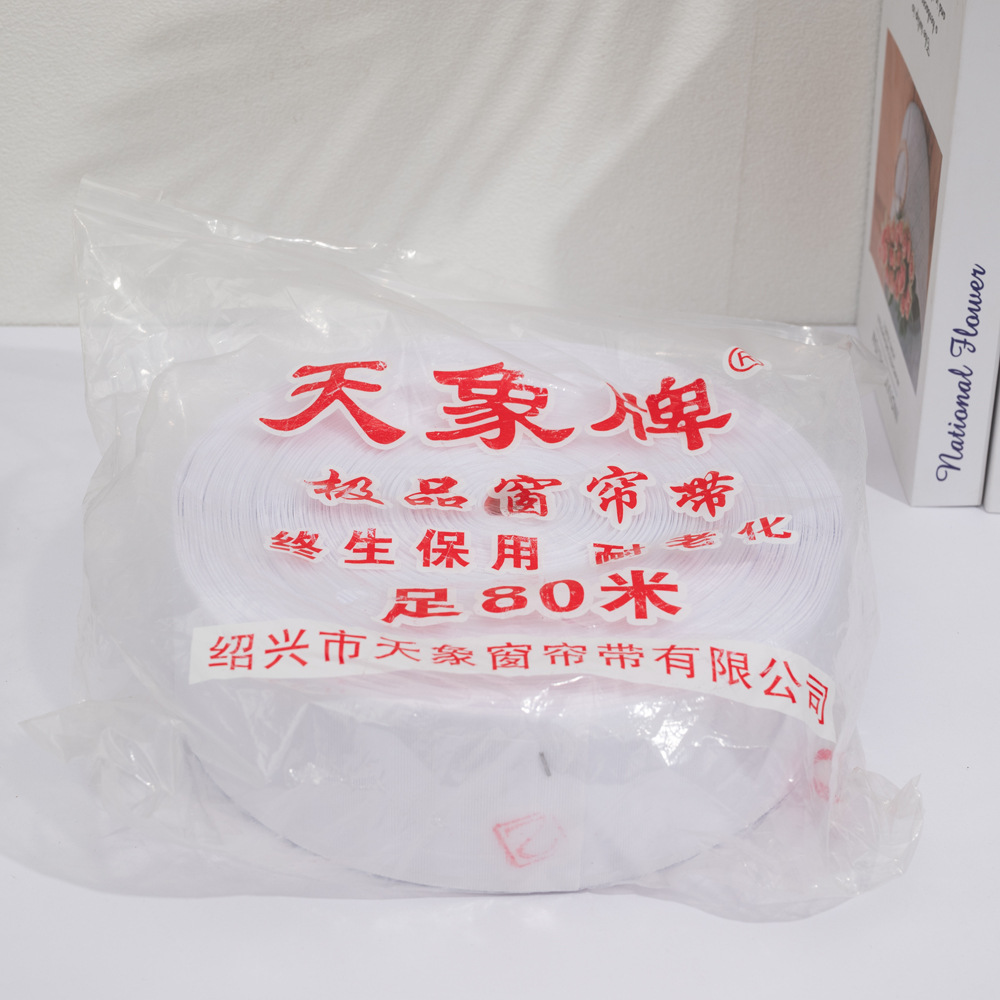 天象牌®
极品窗帘带
终生保用 耐老化
足80米
绍兴市天象窗帘带有限公司
National Flower